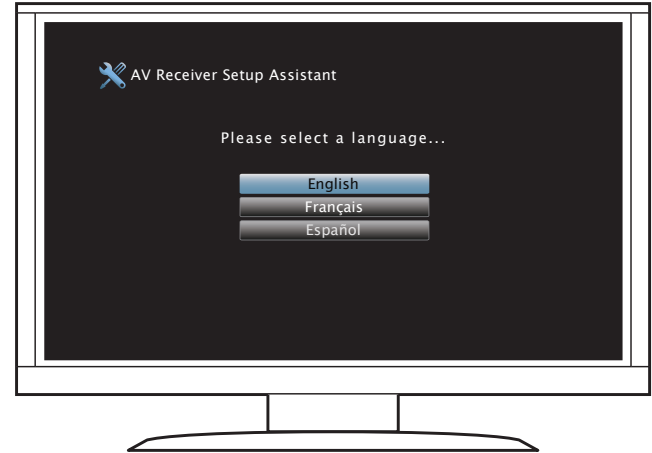 AV Receiver Setup Assistant
Please select a language...
English
Français
Español